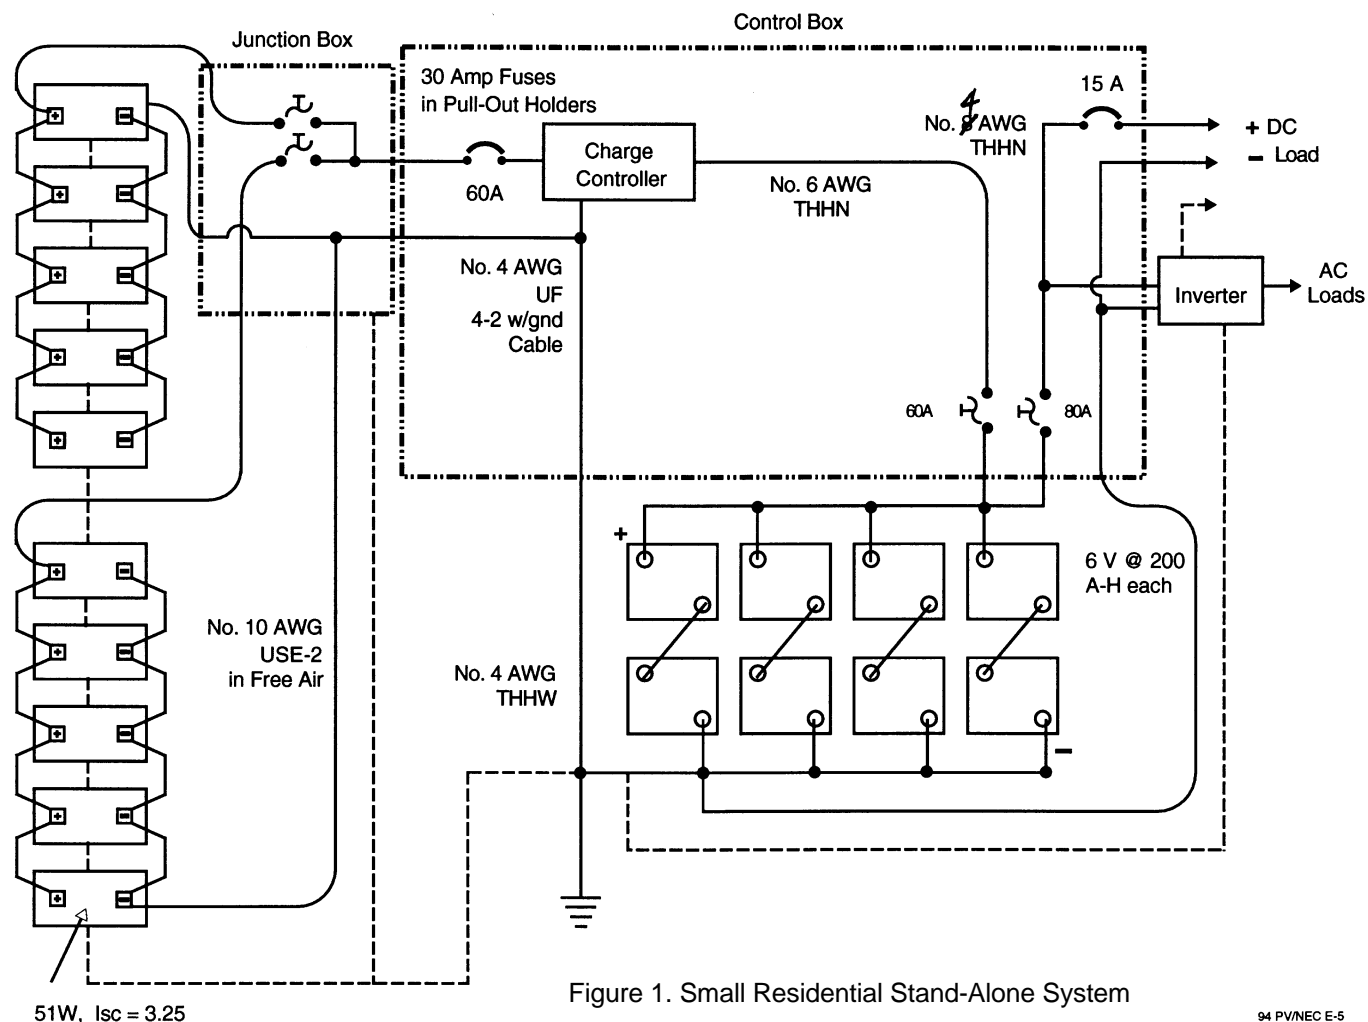 Control Box
Junction Box
30 Amp Fuses
in Pull-Out Holders
15 A
4
No. 8 AWG
THHN
+ DC
- Load
Charge
Controller
60A
No. 6 AWG
THHN
No. 4 AWG
UF
4-2 w/gnd
Cable
Inverter
AC
Loads
60A
80A
+
6 V @ 200
A-H each
No. 10 AWG
USE-2
in Free Air
No. 4 AWG
THHW
-
51W, Isc = 3.25
Figure 1. Small Residential Stand-Alone System
94 PV/NEC E-5